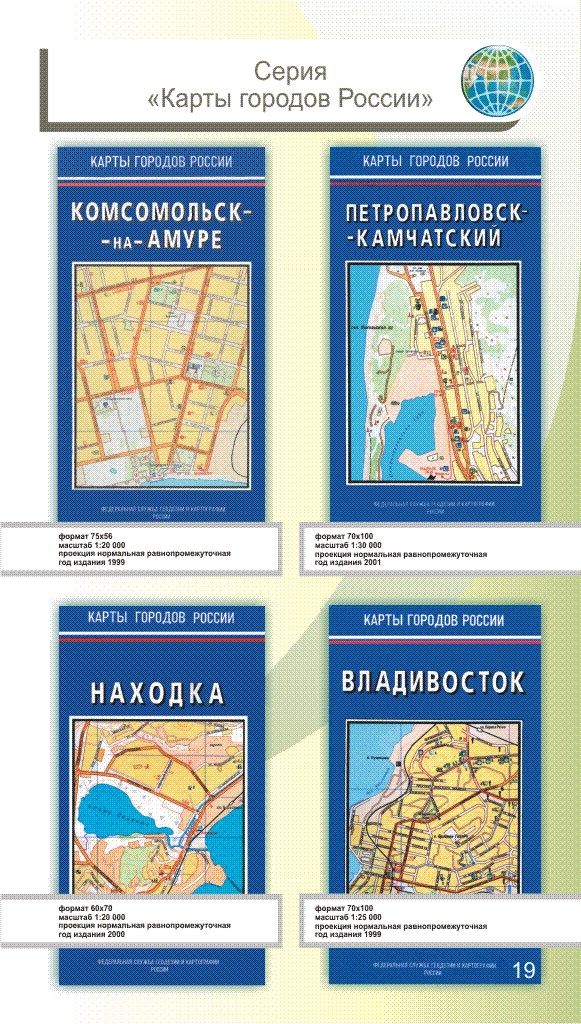 Серия
«Карты городов России»
КАРТЫ ГОРОДОВ РОССИИ
КОМСОМОЛЬСК-
-НА-АМУРЕ
ФЕДЕРАЛЬНАЯ СЛУЖБА ГЕОДЕЗИИ И КАРТОГРАФИИ
РОССИИ
формат 75х56
масштаб 1:20 000
проекция нормальная равнопромежуточная
год издания 1999
КАРТЫ ГОРОДОВ РОССИИ
ПЕТРОПАВЛОВСК-
-КАМЧАТСКИЙ
ФЕДЕРАЛЬНАЯ СЛУЖБА ГЕОДЕЗИИ И КАРТОГРАФИИ
РОССИИ
формат 70х100
масштаб 1:30 000
проекция нормальная равнопромежуточная
год издания 2001
КАРТЫ ГОРОДОВ РОССИИ
НАХОДКА
формат 60х70
масштаб 1:20 000
проекция нормальная равнопромежуточная
год издания 2000
ФЕДЕРАЛЬНАЯ СЛУЖБА ГЕОДЕЗИИ И КАРТОГРАФИИ
РОССИИ
КАРТЫ ГОРОДОВ РОССИИ
ВЛАДИВОСТОК
формат 70х100
масштаб 1:25 000
проекция нормальная равнопромежуточная
год издания 1999
ФЕДЕРАЛЬНАЯ СЛУЖБА ГЕОДЕЗИИ И КАРТОГРАФИИ
РОССИИ
19